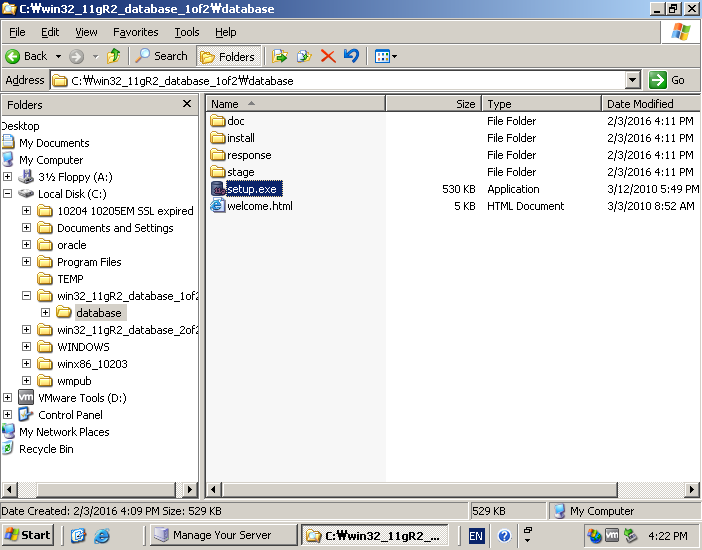 C:₩win32_11gR2_database_1of2₩database
File Edit View Favorites Tools Help
Back Search Folders
Address C:₩win32_11gR2_database_1of2₩database Go
Folders
Desktop
My Documents
My Computer
3½ Floppy (A:)
Local Disk (C:)
10204 10205EM SSL expired
Documents and Settings
oracle
Program Files
TEMP
win32_11gR2_database_1of2
database
win32_11gR2_database_2of2
WINDOWS
winx86_10203
wmpub
vm VMware Tools (D:)
Control Panel
My Network Places
Recycle Bin
Name Size Type Date Modified
doc File Folder 2/3/2016 4:11 PM
install File Folder 2/3/2016 4:11 PM
response File Folder 2/3/2016 4:11 PM
stage File Folder 2/3/2016 4:11 PM
setup.exe 530 KB Application 3/12/2010 5:49 PM
welcome.html 5 KB HTML Document 3/3/2010 8:52 AM
Date Created: 2/3/2016 4:09 PM Size: 529 KB 529 KB My Computer
Start Manage Your Server C:₩win32_11gR2_... EN vm 4:22 PM